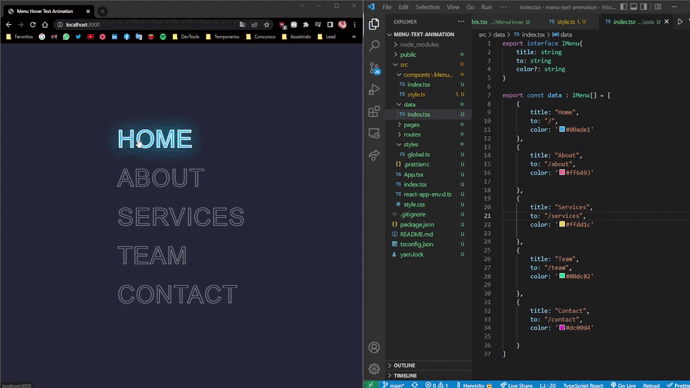 Menu Hover Text Animation
localhost:3000
Favoritos
DevTools
Temporarios
Concursos
Assistindo
Leed
HOME
ABOUT
SERVICES
TEAM
CONTACT
localhost:3000
File Edit Selection View Go Run
index.tsx - menu-text-animation - Visu...
EXPLORER
MENU-TEXT-ANIMATION
node_modules
public
src
componts\Menu...
index.tsx U
style.ts 1, U
data
index.tsx U
pages
routes
styles
global.ts U
.prettierrc U
App.tsx U
index.tsx U
react-app-env.d.ts U
style.css U
.gitignore U
package.json U
README.md U
tsconfig.json U
yarn.lock U
OUTLINE
TIMELINE
index.tsx ...\MenuHover U
style.ts 1, U
index.tsx ...\data U
src > data > index.tsx > data
1 export interface IMenu{
2 title: string
3 to: string
4 color?: string
5 }
6
7 export const data : IMenu[] = [
8 {
9 title: "Home",
10 to: "/",
11 color: '#00ade1'
12 },
13 {
14 title: "About",
15 to: "/about",
16 color: '#ff6493'
17
18 },
19 {
20 title: "Services",
21 to: "/services",
22 color: '#ffdd1c'
23
24 },
25 {
26 title: "Team",
27 to: "/team",
28 color: '#00dc82'
29
30 },
31 {
32 title: "Contact",
33 to: "/contact",
34 color: '#dc00d4'
35
36 }
37 ]
main* 0 1 Henricky Live Share TypeScript React Go Live Reload Prettier